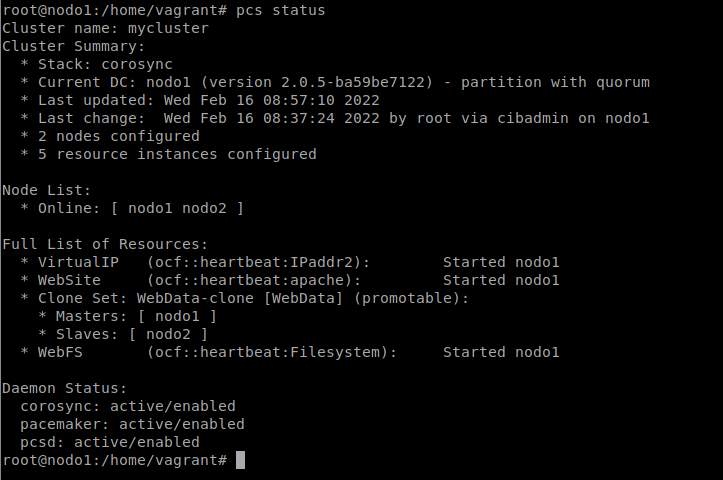 root@nodo1:/home/vagrant# pcs status
Cluster name: mycluster
Cluster Summary:
  * Stack: corosync
  * Current DC: nodo1 (version 2.0.5-ba59be7122) - partition with quorum
  * Last updated: Wed Feb 16 08:57:10 2022
  * Last change:  Wed Feb 16 08:37:24 2022 by root via cibadmin on nodo1
  * 2 nodes configured
  * 5 resource instances configured

Node List:
  * Online: [ nodo1 nodo2 ]

Full List of Resources:
  * VirtualIP   (ocf::heartbeat:IPaddr2):        Started nodo1
  * WebSite     (ocf::heartbeat:apache):         Started nodo1
  * Clone Set: WebData-clone [WebData] (promotable):
    * Masters: [ nodo1 ]
    * Slaves: [ nodo2 ]
  * WebFS       (ocf::heartbeat:Filesystem):     Started nodo1

Daemon Status:
  corosync: active/enabled
  pacemaker: active/enabled
  pcsd: active/enabled
root@nodo1:/home/vagrant#